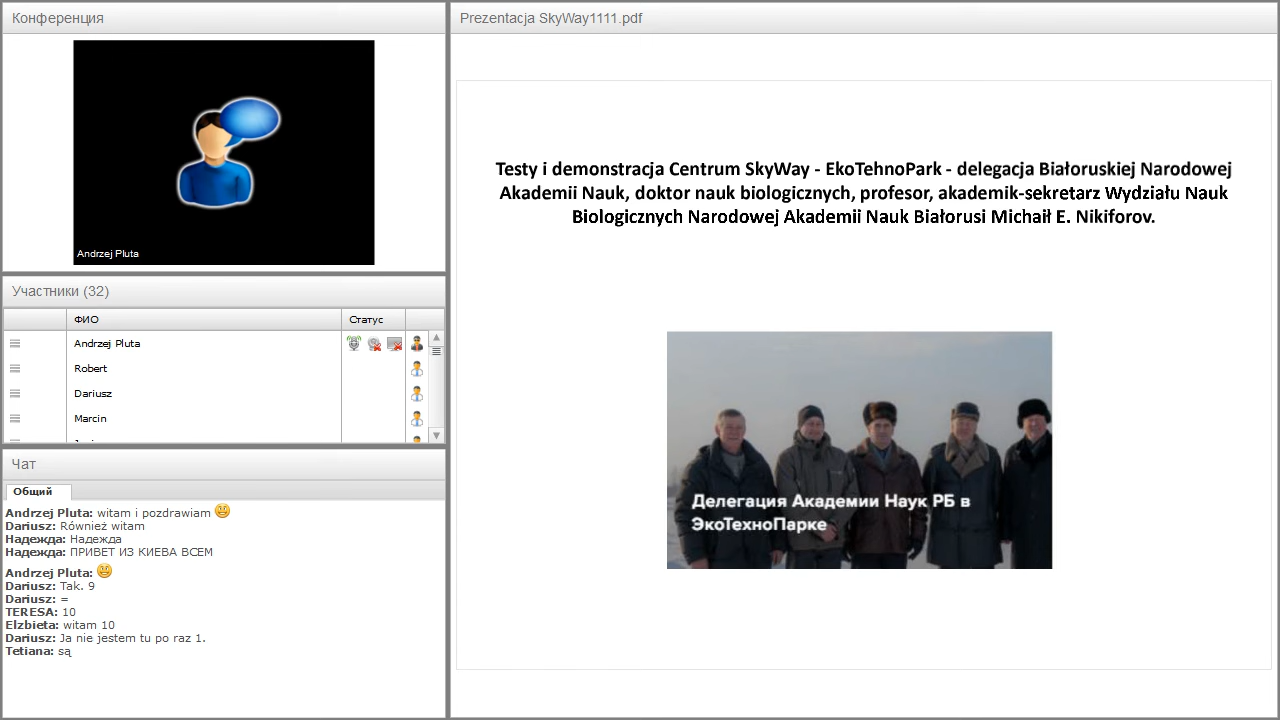 Конференция
Andrzej Pluta
Участники (32)
ФИО Статус
Andrzej Pluta
Robert
Dariusz
Marcin
Чат
Общий
Andrzej Pluta: witam i pozdrawiam
Dariusz: Również witam
Надежда: Надежда
Надежда: ПРИВЕТ ИЗ КИЕВА ВСЕМ
Andrzej Pluta:
Dariusz: Tak. 9
Dariusz: =
TERESA: 10
Elzbieta: witam 10
Dariusz: Ja nie jestem tu po raz 1.
Tetiana: są
Prezentacja SkyWay1111.pdf
Testy i demonstracja Centrum SkyWay - EkoTehnoPark - delegacja Białoruskiej Narodowej
Akademii Nauk, doktor nauk biologicznych, profesor, akademik-sekretarz Wydziału Nauk
Biologicznych Narodowej Akademii Nauk Białorusi Michaił E. Nikiforov.
Делегация Академии Наук РБ в
ЭкоТехноПарке